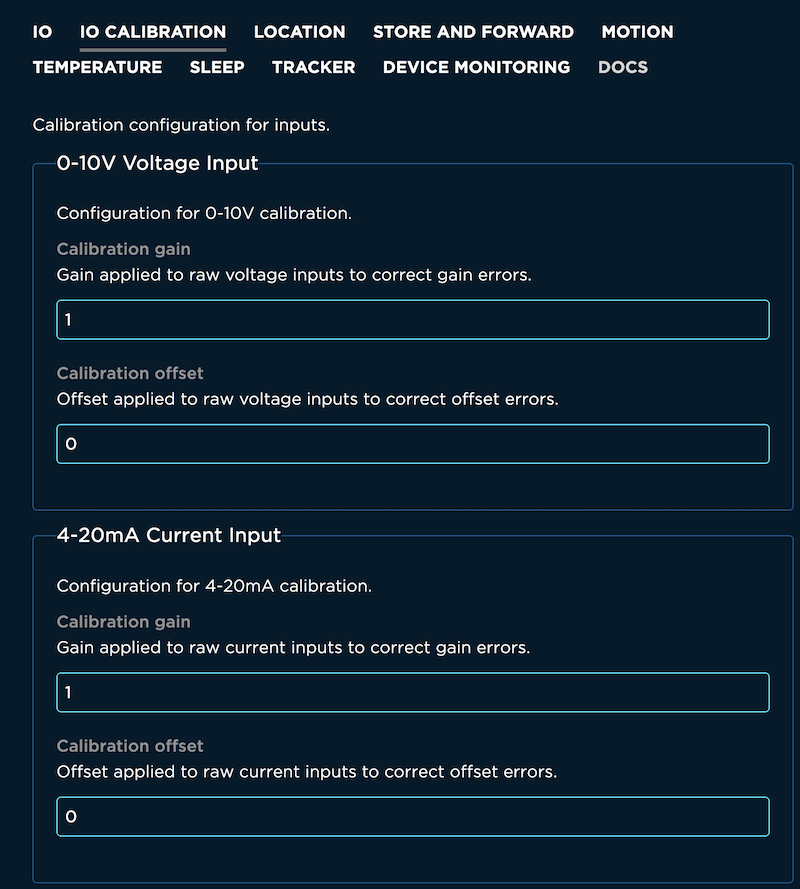 IO IO CALIBRATION LOCATION STORE AND FORWARD MOTION
TEMPERATURE SLEEP TRACKER DEVICE MONITORING DOCS
Calibration configuration for inputs.
0-10V Voltage Input
Configuration for 0-10V calibration.
Calibration gain
Gain applied to raw voltage inputs to correct gain errors.
1
Calibration offset
Offset applied to raw voltage inputs to correct offset errors.
0
4-20mA Current Input
Configuration for 4-20mA calibration.
Calibration gain
Gain applied to raw current inputs to correct gain errors.
1
Calibration offset
Offset applied to raw current inputs to correct offset errors.
0